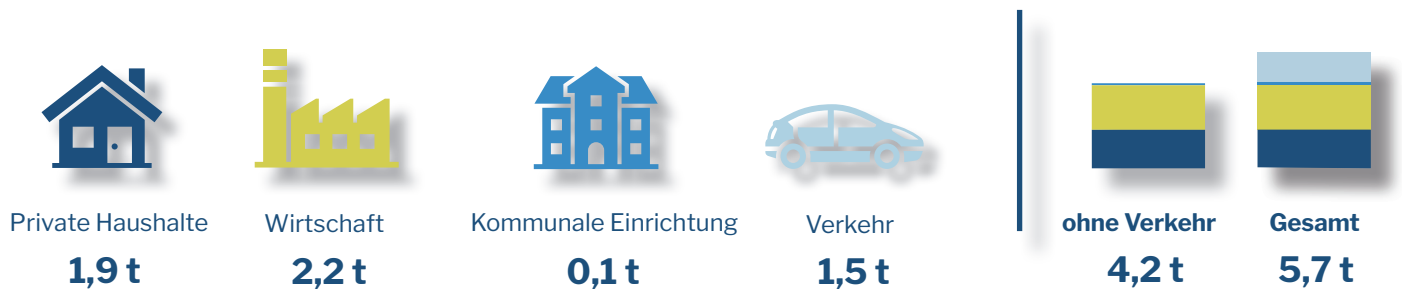 Private Haushalte
1,9 t
Wirtschaft
2,2 t
Kommunale Einrichtung
0,1 t
Verkehr
1,5 t
ohne Verkehr
4,2 t
Gesamt
5,7 t